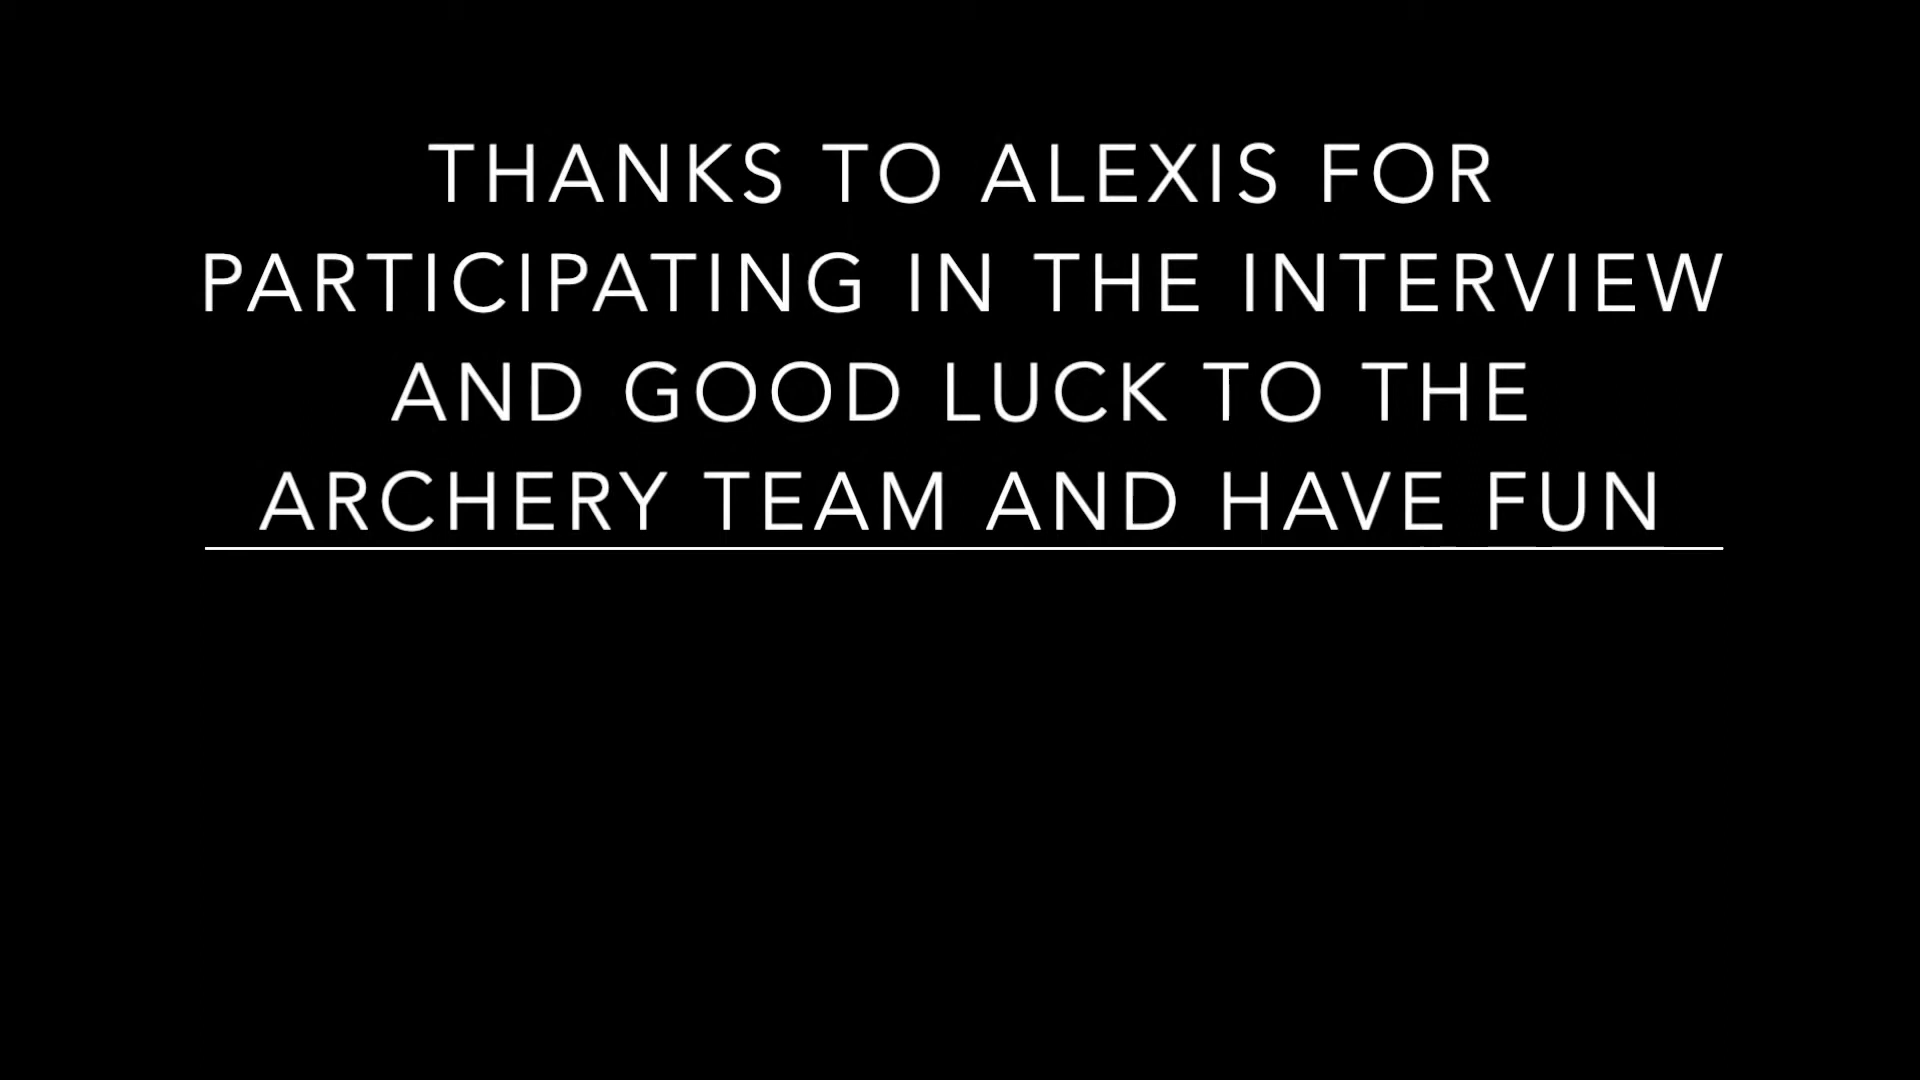 THANKS TO ALEXIS FOR
PARTICIPATING IN THE INTERVIEW
AND GOOD LUCK TO THE
ARCHERY TEAM AND HAVE FUN